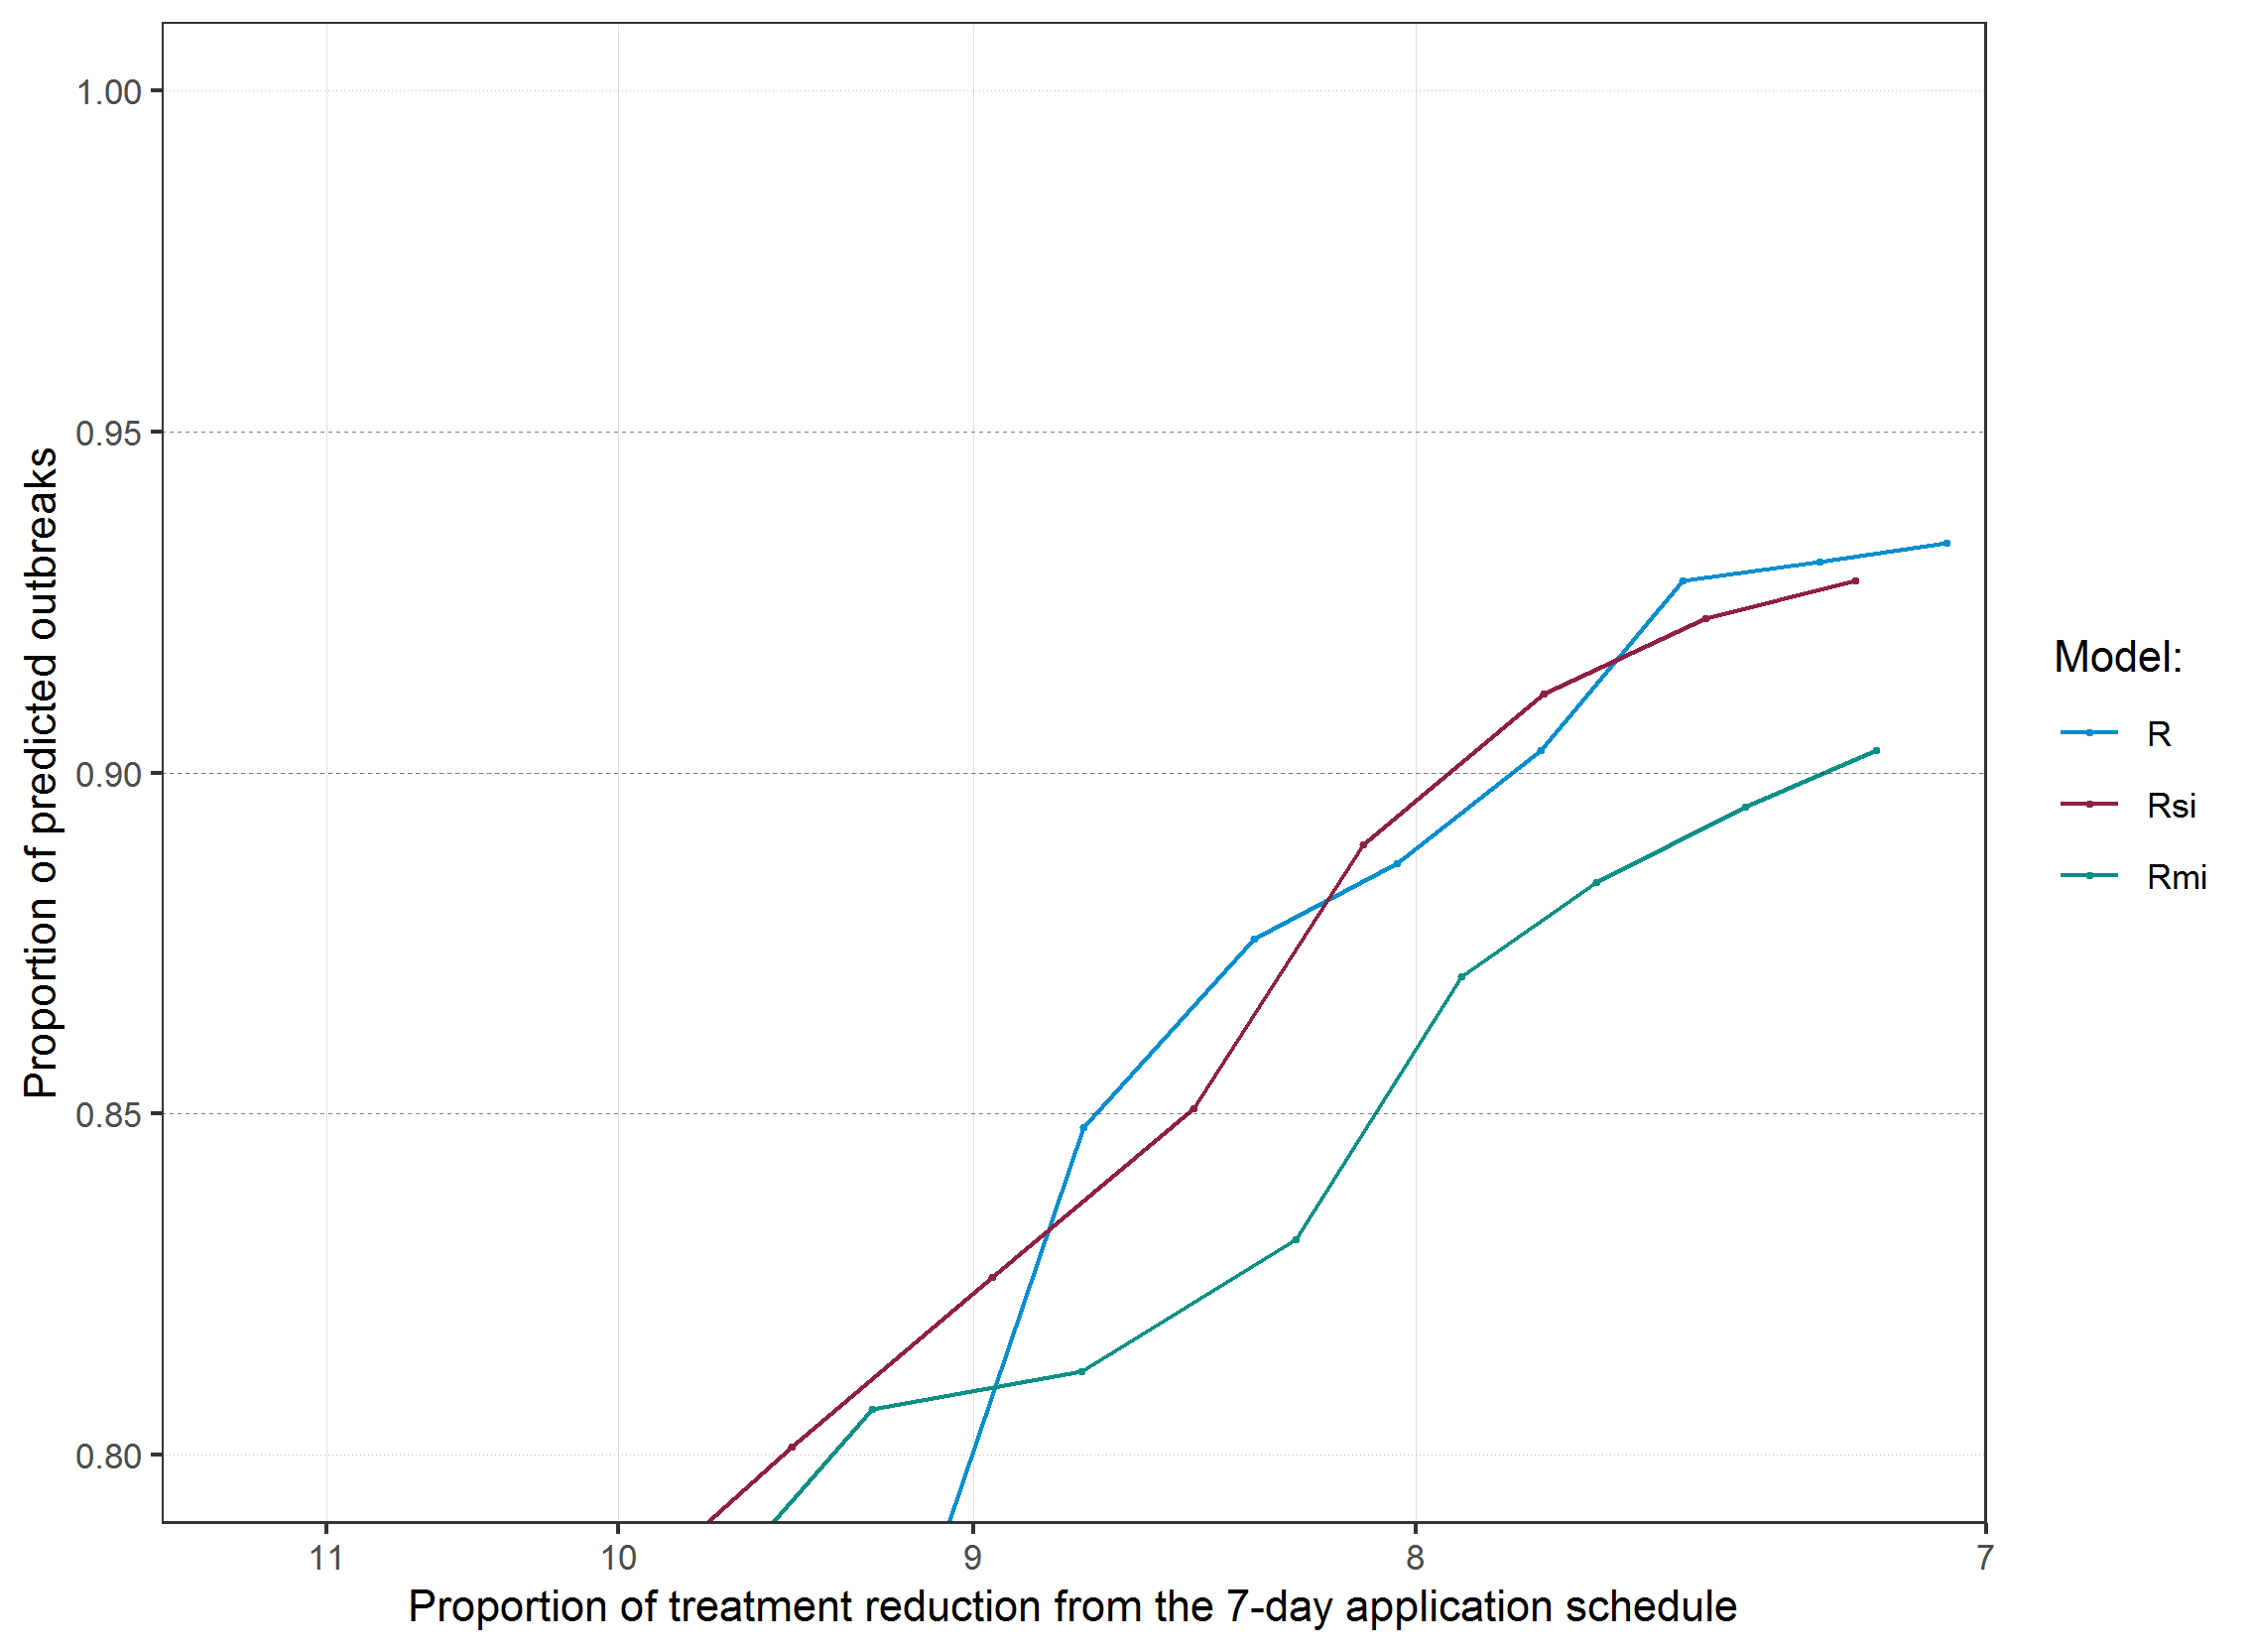 1.00
0.95
0.90
0.85
0.80
Proportion of predicted outbreaks
11 10 9 8 7
Proportion of treatment reduction from the 7-day application schedule
Model:
R
Rsi
Rmi